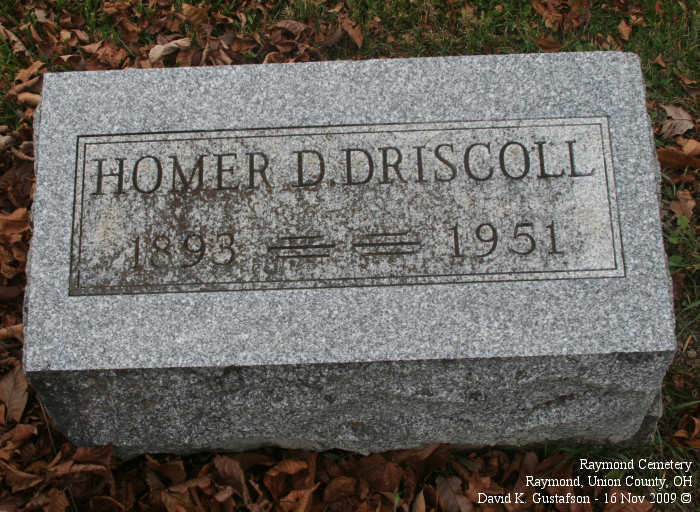 HOMER D. DRISCOLL
1893 1951
Raymond Cemetery
Raymond, Union County, OH
David K. Gustafson - 16 Nov 2009 ©